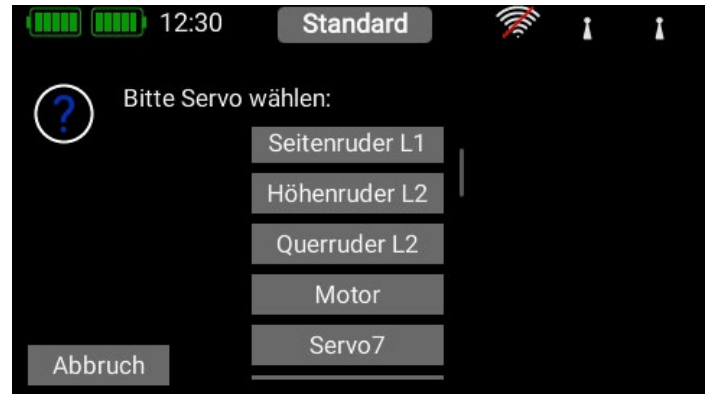 12:30 Standard
? Bitte Servo wählen:
Seitenruder L1
Höhenruder L2
Querruder L2
Motor
Servo7
Abbruch